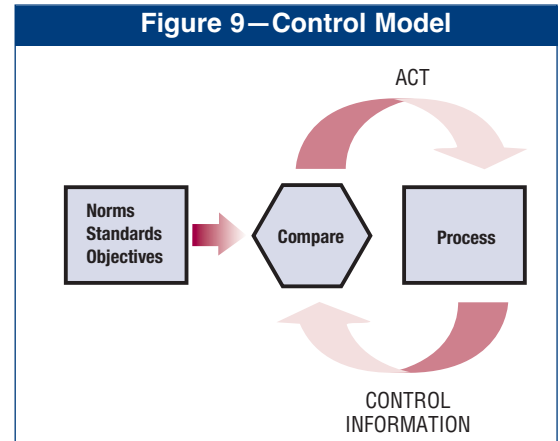 Figure 9—Control Model
ACT
Norms
Standards
Objectives
Compare
Process
CONTROL
INFORMATION